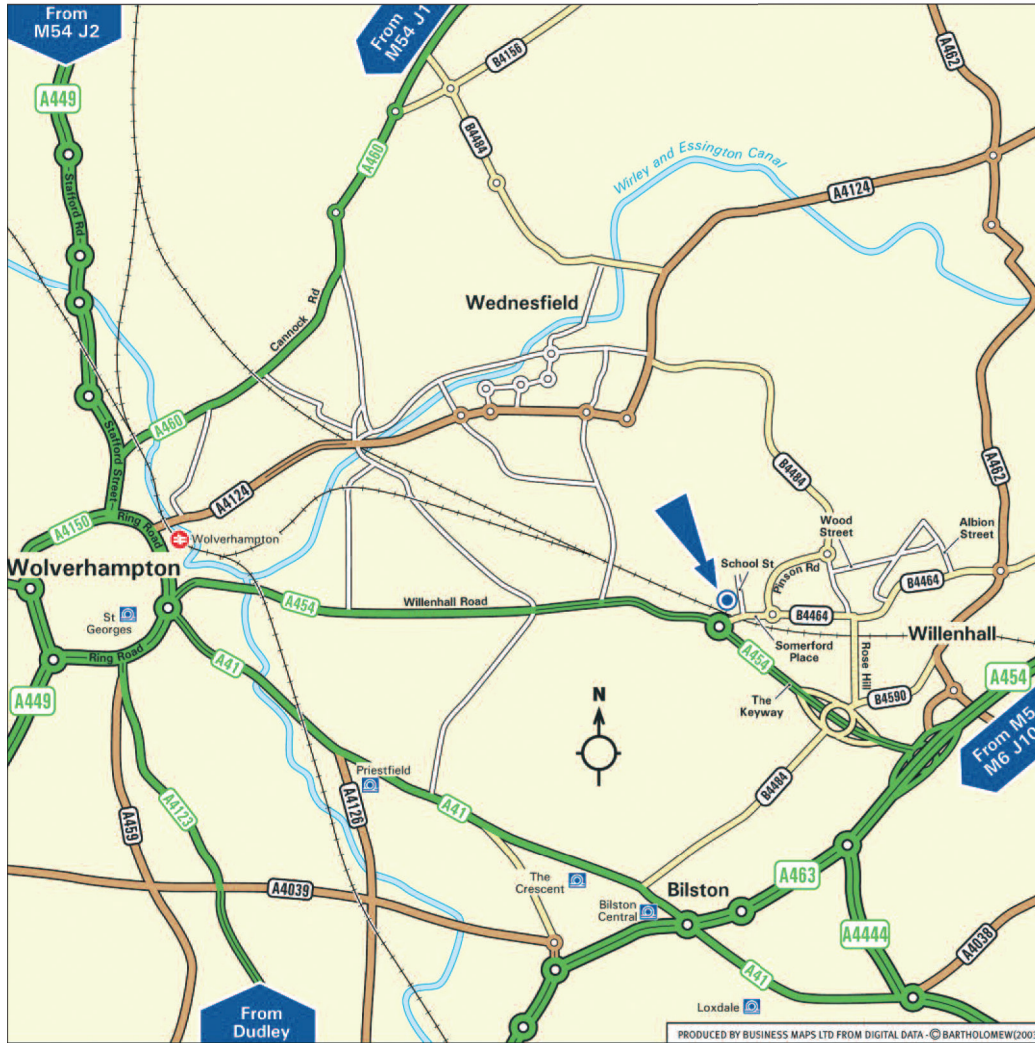 From
M54 J2
From
M54 J1
A449
B4156
A462
B4484
A460
Stafford Rd
Wirley and Essington Canal
A4124
Wednesfield
Cannock Rd
A460
Stafford Street
A4124
B4484
A462
A4150
Ring Road
Wolverhampton
Wood
Street
Albion
Street
Wolverhampton
School St
Pinson Rd
B4464
A454
Willenhall Road
St
Georges
B4464
Willenhall
Somerford
Place
Ring Road
A41
A454
Rose Hill
A449
The
Keyway
B4590
A454
N
From M5
M6 J10
Priestfield
A4126
A41
B4484
A4123
A459
A463
The
Crescent
Bilston
A4039
Bilston
Central
A4444
A4038
A41
From
Dudley
Loxdale
PRODUCED BY BUSINESS MAPS LTD FROM DIGITAL DATA - © BARTHOLOMEW(200